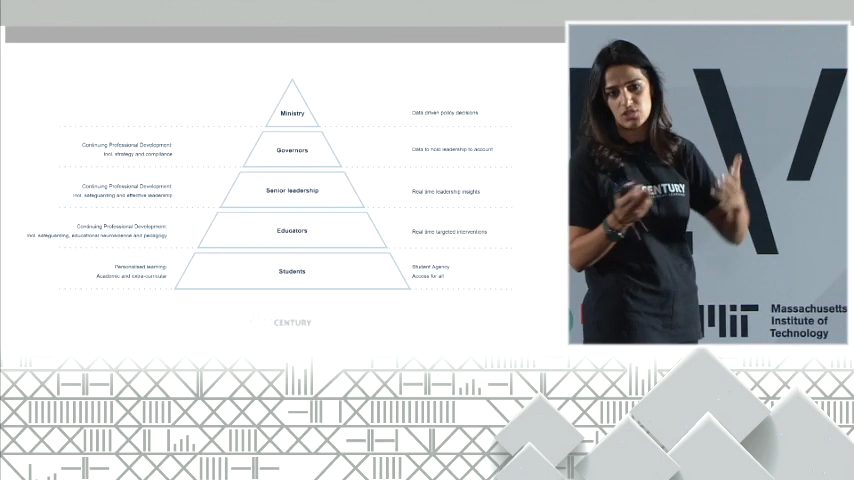 Ministry
Data driven policy decisions
Continuing Professional Development:
Incl. strategy and compliance
Governors
Data to hold leadership to account
Continuing Professional Development:
Incl. safeguarding and effective leadership
Senior leadership
Real time leadership insights
Continuing Professional Development:
Incl. safeguarding, educational neuroscience and pedagogy
Educators
Real time targeted interventions
Personalised learning:
Academic and extra-curricular
Students
Student Agency
Access for all
CENTURY
CENTURY
Massachusetts
Institute of
Technology